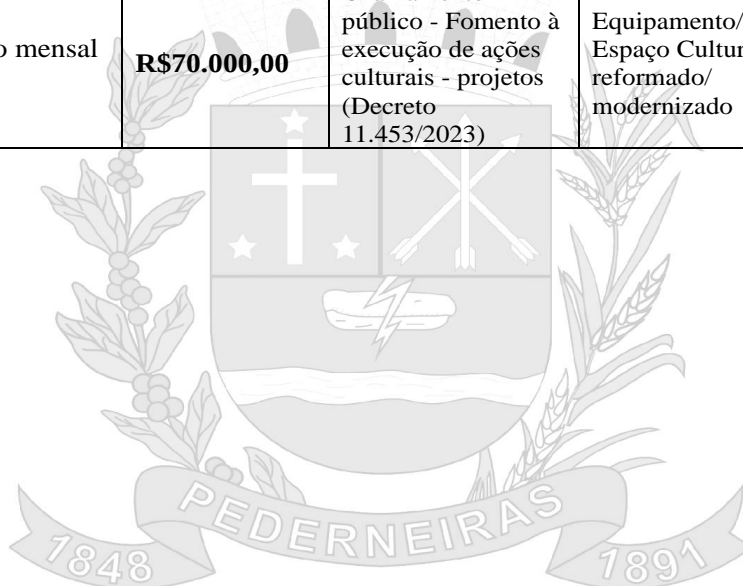 o mensal
R$70.000,00
público - Fomento à
execução de ações
culturais - projetos
(Decreto
11.453/2023)
Equipamento/
Espaço Cultur
reformado/
modernizado
PEDERNEIRAS
1848
1891